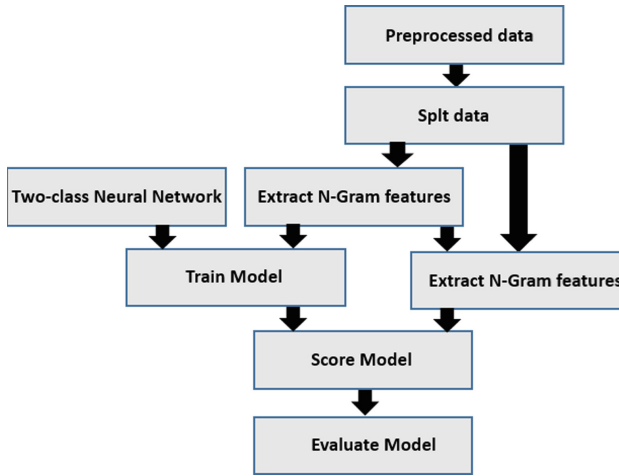 Preprocessed data
Splt data
Two-class Neural Network
Extract N-Gram features
Train Model
Extract N-Gram features
Score Model
Evaluate Model